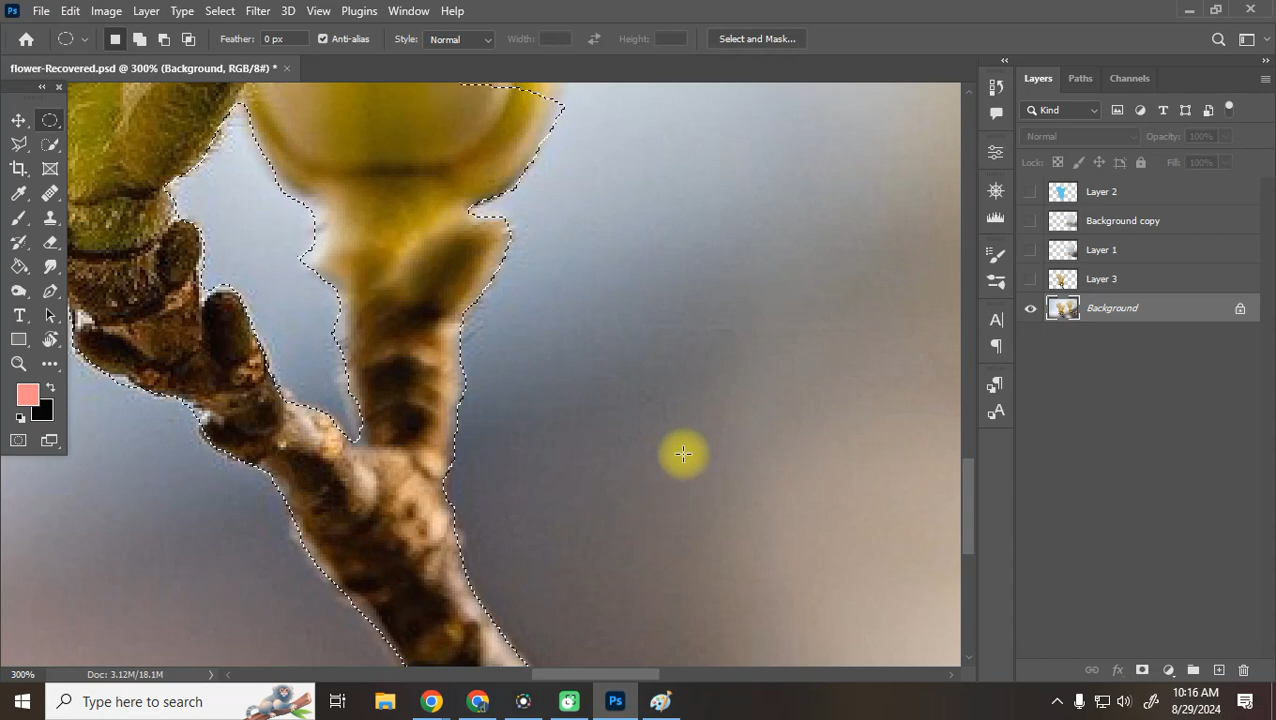 Ps File Edit Image Layer Type Select Filter 3D View Plugins Window Help
Feather: 0 px Anti-alias Style: Normal Width: Height: Select and Mask...
flower-Recovered.psd @ 300% (Background, RGB/8#) *
Layers Paths Channels
Kind
Normal Opacity: 100%
Lock: Fill: 100%
Layer 2
Background copy
Layer 1
Layer 3
Background
300% Doc: 3.12M/18.1M
Type here to search
Ps
10:16 AM
8/29/2024